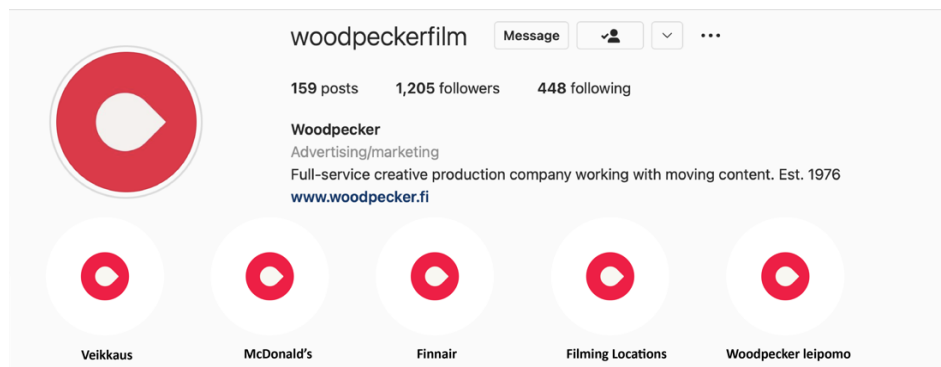 woodpeckerfilm Message
159 posts 1,205 followers 448 following
Woodpecker
Advertising/marketing
Full-service creative production company working with moving content. Est. 1976
www.woodpecker.fi
Veikkaus McDonald’s Finnair Filming Locations Woodpecker leipomo